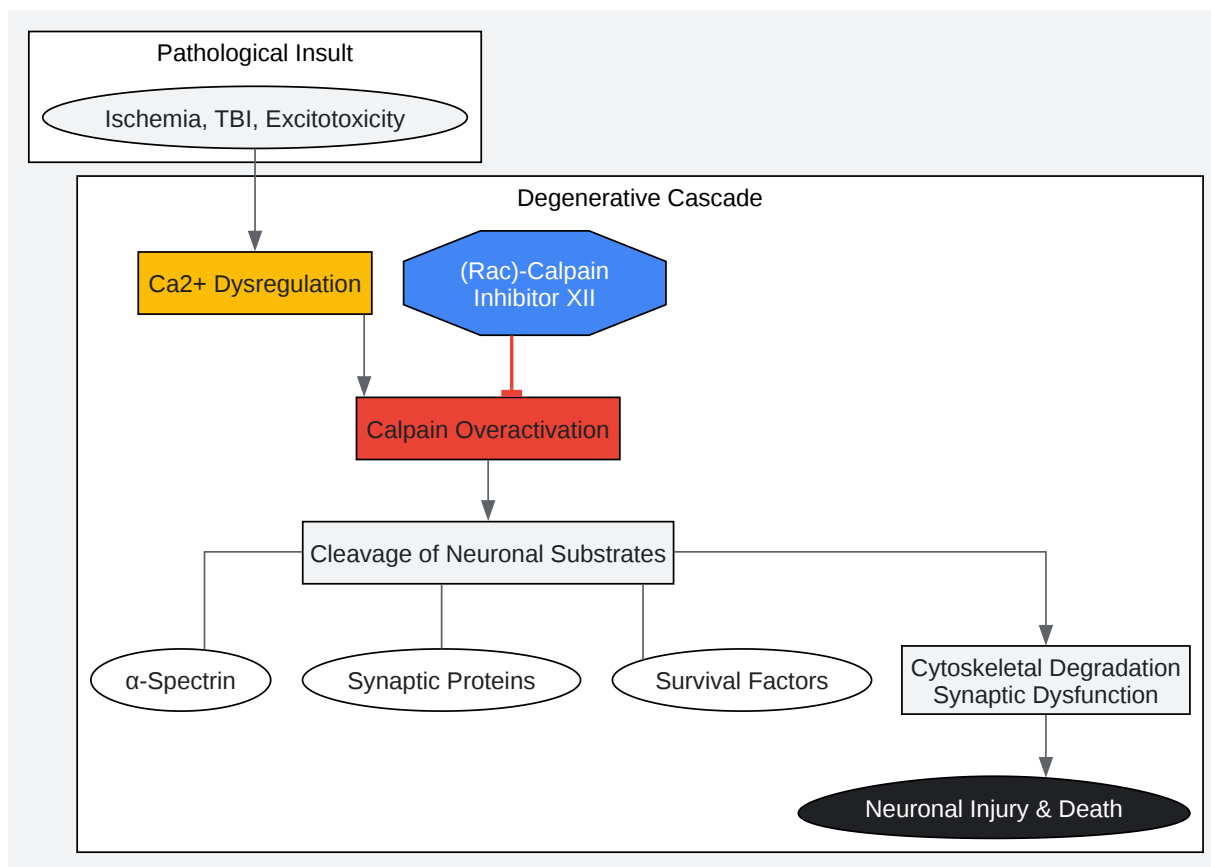 Pathological Insult
Ischemia, TBI, Excitotoxicity
Degenerative Cascade
Ca2+ Dysregulation
(Rac)-Calpain
Inhibitor XII
Calpain Overactivation
Cleavage of Neuronal Substrates
α-Spectrin
Synaptic Proteins
Survival Factors
Cytoskeletal Degradation
Synaptic Dysfunction
Neuronal Injury & Death